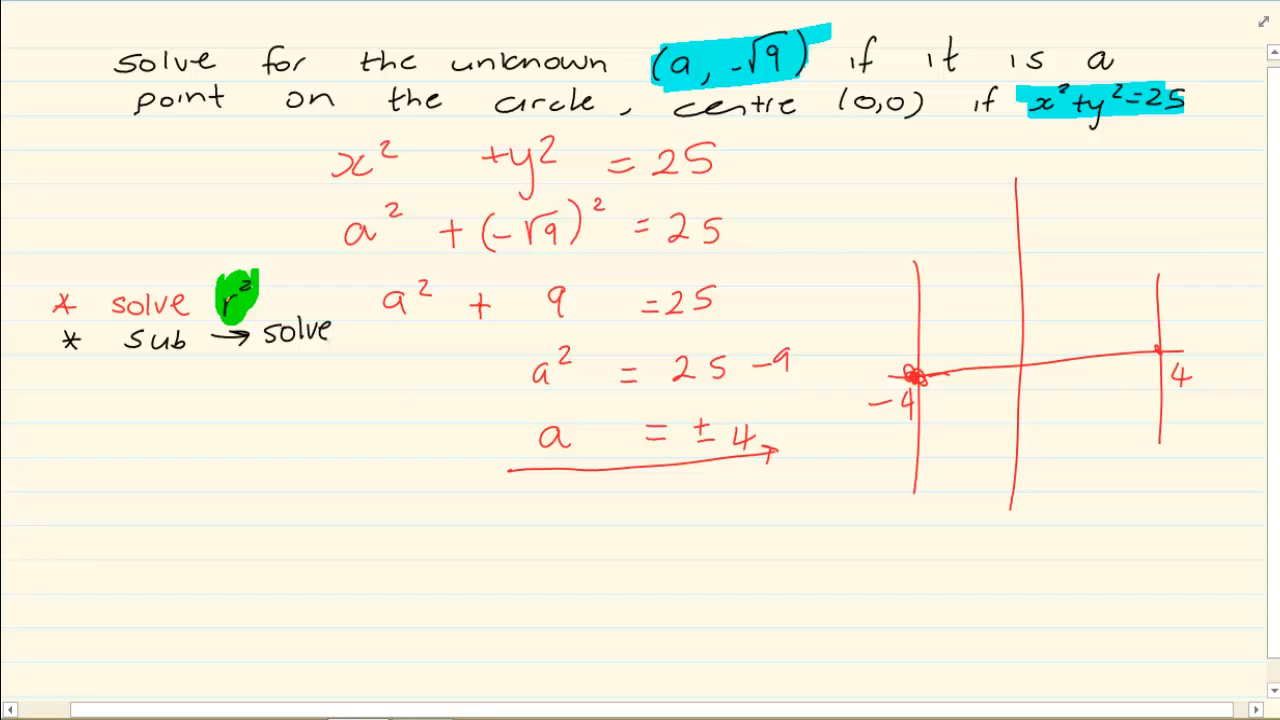 solve for the unknown (a, -√9) if it is a
point on the circle, centre (0,0) if x²+y²=25
x² +y² = 25
a² + (-√9)² = 25
* solve r²
* sub → solve
a² + 9 = 25
a² = 25 -9
a = ± 4
-4
4